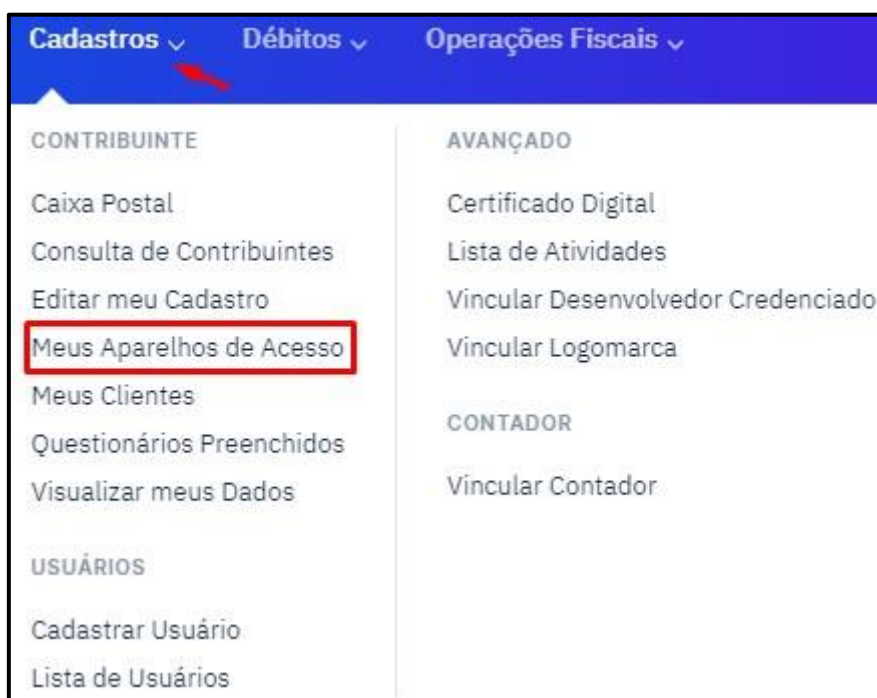 Cadastros Débitos Operações Fiscais
CONTRIBUINTE
Caixa Postal
Consulta de Contribuintes
Editar meu Cadastro
Meus Aparelhos de Acesso
Meus Clientes
Questionários Preenchidos
Visualizar meus Dados
USUÁRIOS
Cadastrar Usuário
Lista de Usuários
AVANÇADO
Certificado Digital
Lista de Atividades
Vincular Desenvolvedor Credenciado
Vincular Logomarca
CONTADOR
Vincular Contador